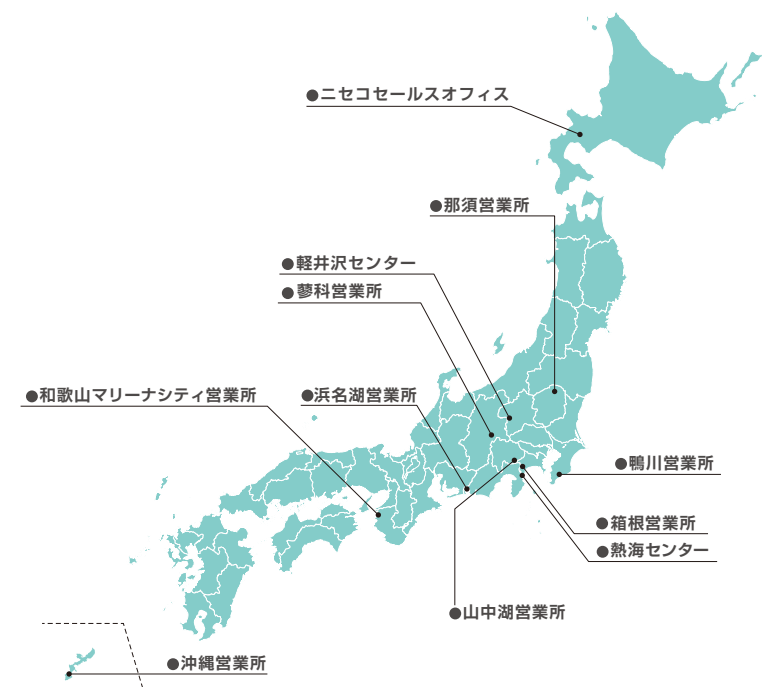 ●ニセコセールスオフィス
●那須営業所
●軽井沢センター
●蓼科営業所
●和歌山マリーナシティ営業所
●浜名湖営業所
●鴨川営業所
●箱根営業所
●熱海センター
●山中湖営業所
●沖縄営業所